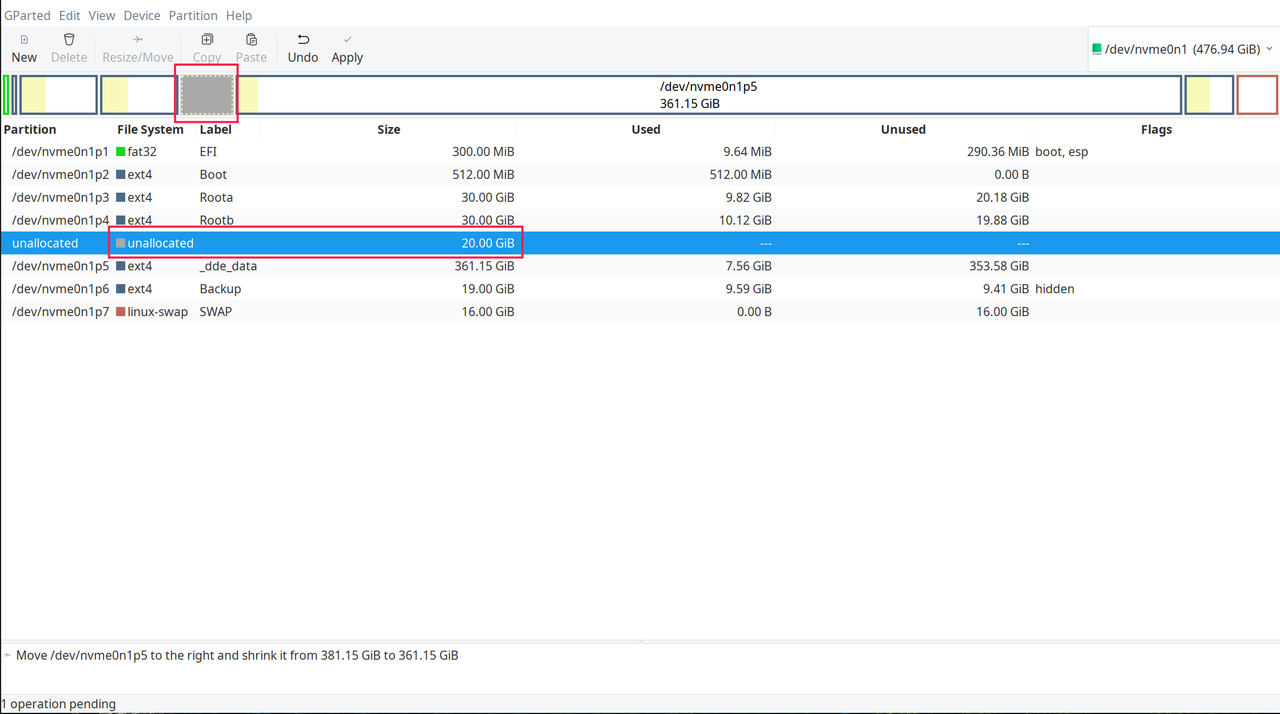 GParted Edit View Device Partition Help
New Delete Resize/Move Copy Paste Undo Apply /dev/nvme0n1 (476.94 GiB)
/dev/nvme0n1p5
361.15 GiB
Partition File System Label Size Used Unused Flags
/dev/nvme0n1p1 fat32 EFI 300.00 MiB 9.64 MiB 290.36 MiB boot, esp
/dev/nvme0n1p2 ext4 Boot 512.00 MiB 512.00 MiB 0.00 B
/dev/nvme0n1p3 ext4 Roota 30.00 GiB 9.82 GiB 20.18 GiB
/dev/nvme0n1p4 ext4 Rootb 30.00 GiB 10.12 GiB 19.88 GiB
unallocated unallocated 20.00 GiB --- ---
/dev/nvme0n1p5 ext4 _dde_data 361.15 GiB 7.56 GiB 353.58 GiB
/dev/nvme0n1p6 ext4 Backup 19.00 GiB 9.59 GiB 9.41 GiB hidden
/dev/nvme0n1p7 linux-swap SWAP 16.00 GiB 0.00 B 16.00 GiB
Move /dev/nvme0n1p5 to the right and shrink it from 381.15 GiB to 361.15 GiB
1 operation pending